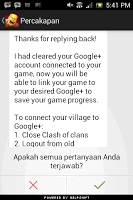 5:41 PM
Percakapan
Thanks for replying back!
I had cleared your Google+
account connected to your
game, now you will be
able to link your game to
your desired Google+ to
save your game progress.
To connect your village to
Google+:
1. Close Clash of clans
2. Logout from old
Apakah semua pertanyaan Anda
terjawab?
POWERED BY HELPSHIFT